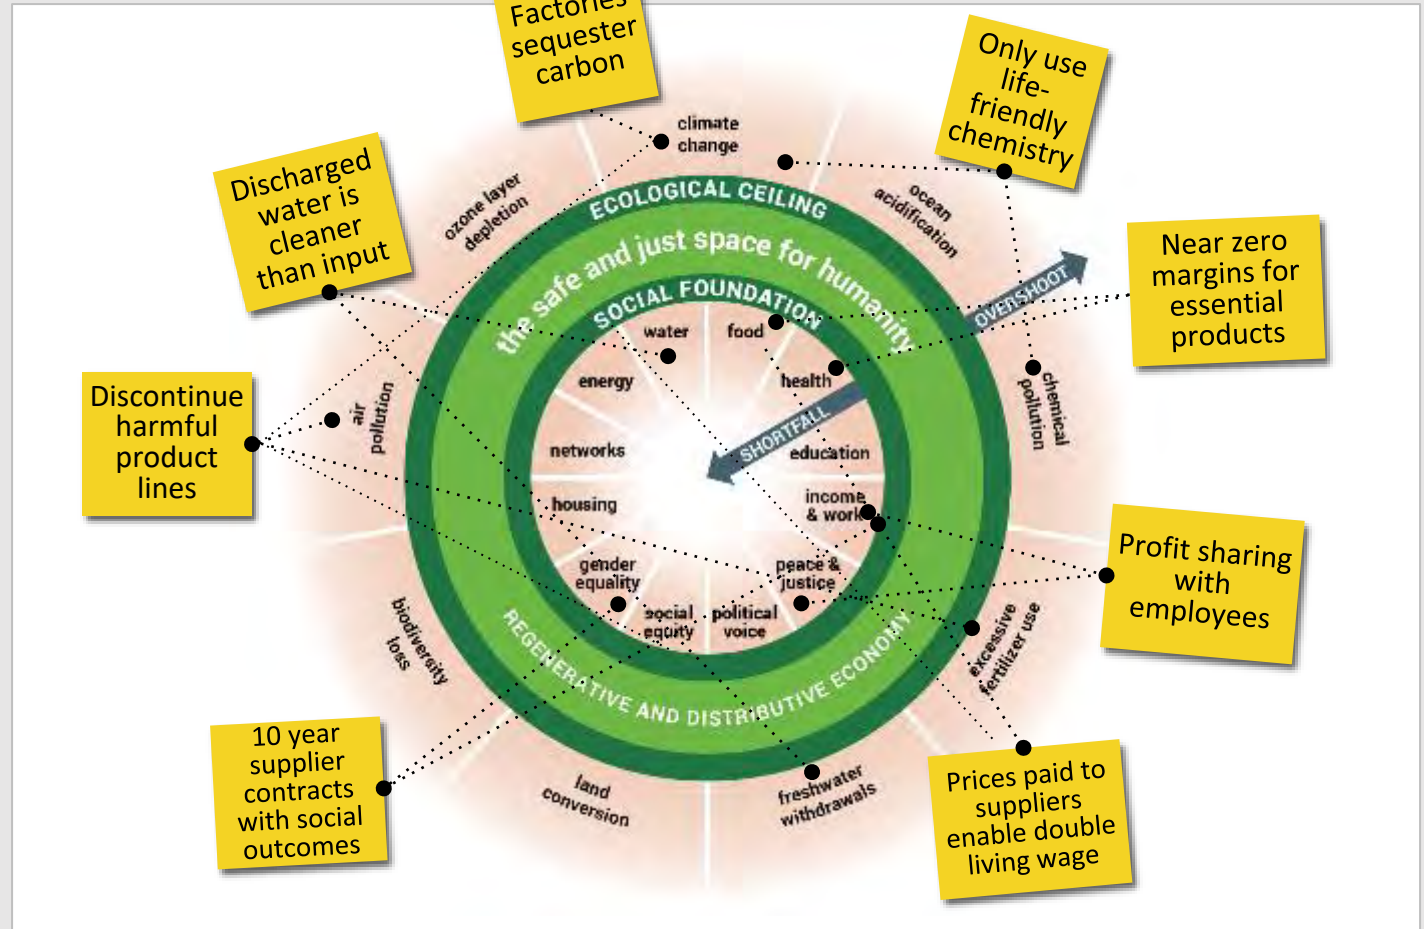 Factories
sequester
carbon
Only use
life-
friendly
chemistry
climate
change
Discharged
water is
cleaner
than input
ozone layer
depletion
ocean
acidification
ECOLOGICAL CEILING
the safe and just space for humanity
SOCIAL FOUNDATION
OVERSHOOT
Near zero
margins for
essential
products
water
food
energy
health
Discontinue
harmful
product
lines
air
pollution
chemical
pollution
networks
SHORTFALL
education
housing
income
& work
gender
equality
peace &
justice
social
equity
political
voice
Profit sharing
with
employees
biodiversity
loss
excessive
fertilizer use
REGENERATIVE AND DISTRIBUTIVE ECONOMY
10 year
supplier
contracts
with social
outcomes
land
conversion
freshwater
withdrawals
Prices paid to
suppliers
enable double
living wage